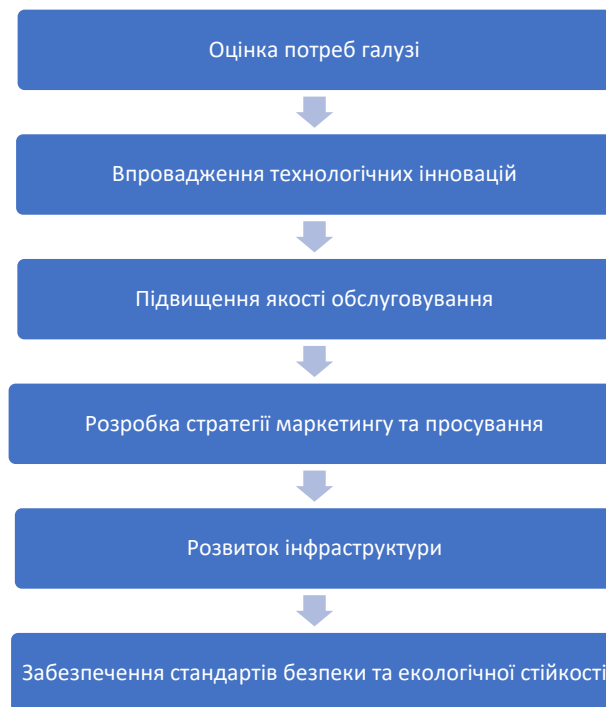 Оцінка потреб галузі
Впровадження технологічних інновацій
Підвищення якості обслуговування
Розробка стратегії маркетингу та просування
Розвиток інфраструктури
Забезпечення стандартів безпеки та екологічної стійкості